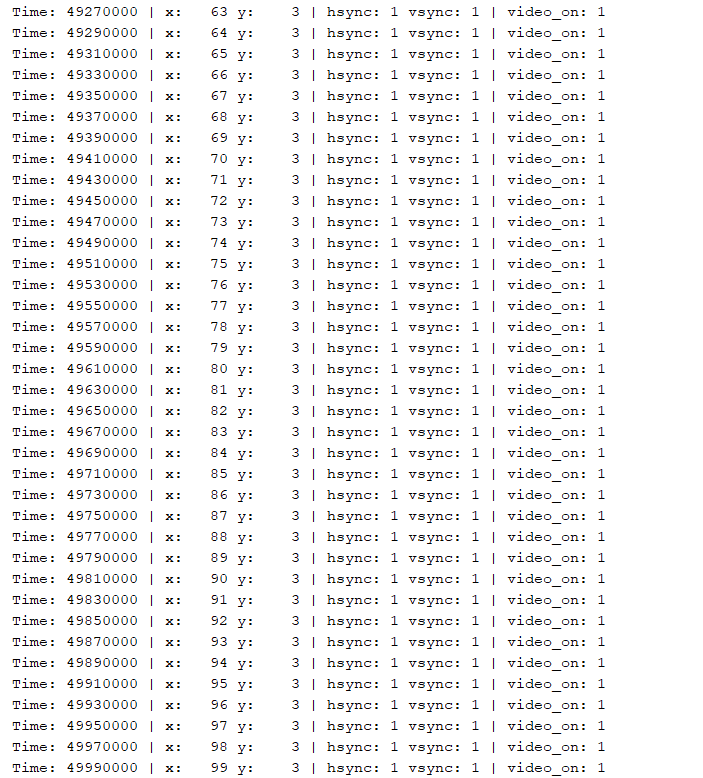 Time: 49270000 | x:   63 y:    3 | hsync: 1 vsync: 1 | video_on: 1
Time: 49290000 | x:   64 y:    3 | hsync: 1 vsync: 1 | video_on: 1
Time: 49310000 | x:   65 y:    3 | hsync: 1 vsync: 1 | video_on: 1
Time: 49330000 | x:   66 y:    3 | hsync: 1 vsync: 1 | video_on: 1
Time: 49350000 | x:   67 y:    3 | hsync: 1 vsync: 1 | video_on: 1
Time: 49370000 | x:   68 y:    3 | hsync: 1 vsync: 1 | video_on: 1
Time: 49390000 | x:   69 y:    3 | hsync: 1 vsync: 1 | video_on: 1
Time: 49410000 | x:   70 y:    3 | hsync: 1 vsync: 1 | video_on: 1
Time: 49430000 | x:   71 y:    3 | hsync: 1 vsync: 1 | video_on: 1
Time: 49450000 | x:   72 y:    3 | hsync: 1 vsync: 1 | video_on: 1
Time: 49470000 | x:   73 y:    3 | hsync: 1 vsync: 1 | video_on: 1
Time: 49490000 | x:   74 y:    3 | hsync: 1 vsync: 1 | video_on: 1
Time: 49510000 | x:   75 y:    3 | hsync: 1 vsync: 1 | video_on: 1
Time: 49530000 | x:   76 y:    3 | hsync: 1 vsync: 1 | video_on: 1
Time: 49550000 | x:   77 y:    3 | hsync: 1 vsync: 1 | video_on: 1
Time: 49570000 | x:   78 y:    3 | hsync: 1 vsync: 1 | video_on: 1
Time: 49590000 | x:   79 y:    3 | hsync: 1 vsync: 1 | video_on: 1
Time: 49610000 | x:   80 y:    3 | hsync: 1 vsync: 1 | video_on: 1
Time: 49630000 | x:   81 y:    3 | hsync: 1 vsync: 1 | video_on: 1
Time: 49650000 | x:   82 y:    3 | hsync: 1 vsync: 1 | video_on: 1
Time: 49670000 | x:   83 y:    3 | hsync: 1 vsync: 1 | video_on: 1
Time: 49690000 | x:   84 y:    3 | hsync: 1 vsync: 1 | video_on: 1
Time: 49710000 | x:   85 y:    3 | hsync: 1 vsync: 1 | video_on: 1
Time: 49730000 | x:   86 y:    3 | hsync: 1 vsync: 1 | video_on: 1
Time: 49750000 | x:   87 y:    3 | hsync: 1 vsync: 1 | video_on: 1
Time: 49770000 | x:   88 y:    3 | hsync: 1 vsync: 1 | video_on: 1
Time: 49790000 | x:   89 y:    3 | hsync: 1 vsync: 1 | video_on: 1
Time: 49810000 | x:   90 y:    3 | hsync: 1 vsync: 1 | video_on: 1
Time: 49830000 | x:   91 y:    3 | hsync: 1 vsync: 1 | video_on: 1
Time: 49850000 | x:   92 y:    3 | hsync: 1 vsync: 1 | video_on: 1
Time: 49870000 | x:   93 y:    3 | hsync: 1 vsync: 1 | video_on: 1
Time: 49890000 | x:   94 y:    3 | hsync: 1 vsync: 1 | video_on: 1
Time: 49910000 | x:   95 y:    3 | hsync: 1 vsync: 1 | video_on: 1
Time: 49930000 | x:   96 y:    3 | hsync: 1 vsync: 1 | video_on: 1
Time: 49950000 | x:   97 y:    3 | hsync: 1 vsync: 1 | video_on: 1
Time: 49970000 | x:   98 y:    3 | hsync: 1 vsync: 1 | video_on: 1
Time: 49990000 | x:   99 y:    3 | hsync: 1 vsync: 1 | video_on: 1